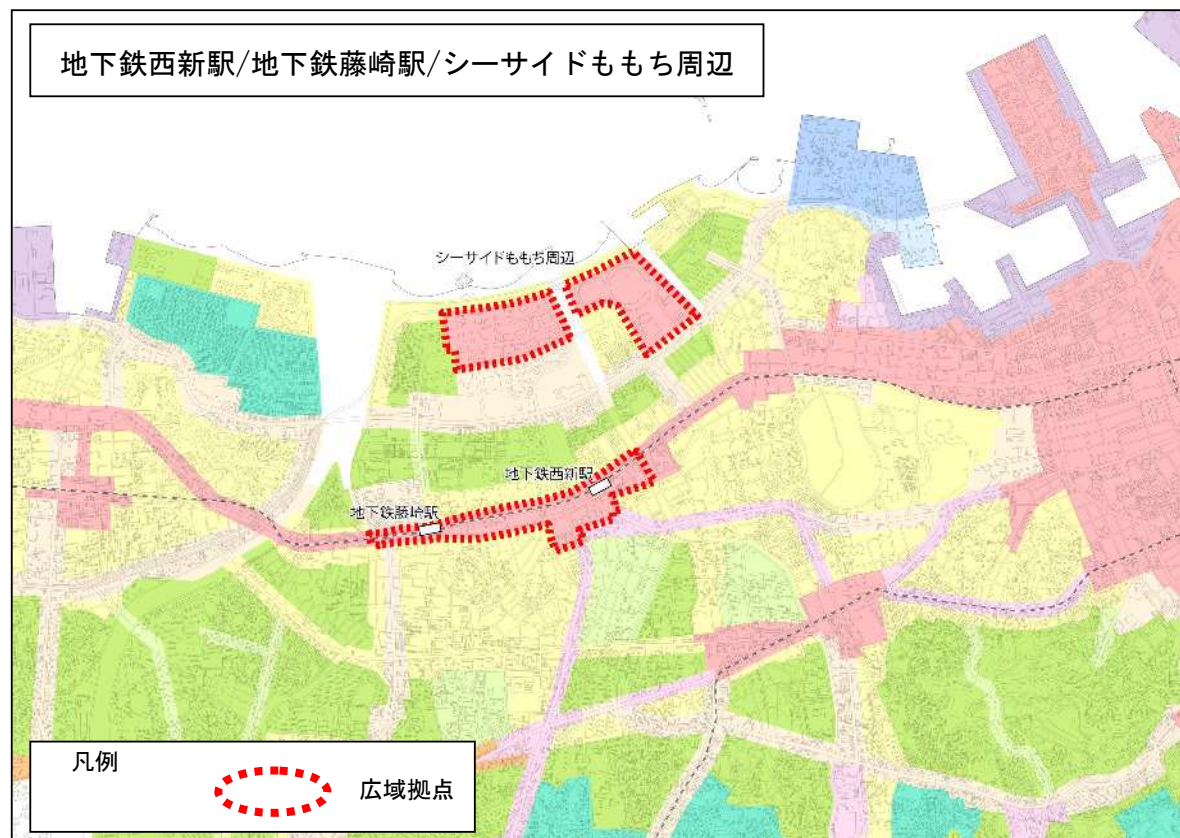 地下鉄西新駅/地下鉄藤崎駅/シーサイドももち周辺
シーサイドももち周辺
地下鉄西新駅
地下鉄藤崎駅
凡例
広域拠点